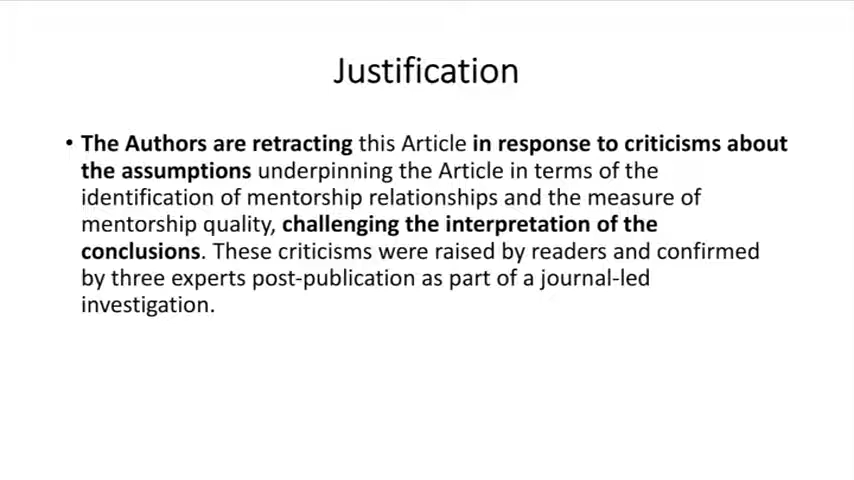 Justification
• The Authors are retracting this Article in response to criticisms about
the assumptions underpinning the Article in terms of the
identification of mentorship relationships and the measure of
mentorship quality, challenging the interpretation of the
conclusions. These criticisms were raised by readers and confirmed
by three experts post-publication as part of a journal-led
investigation.